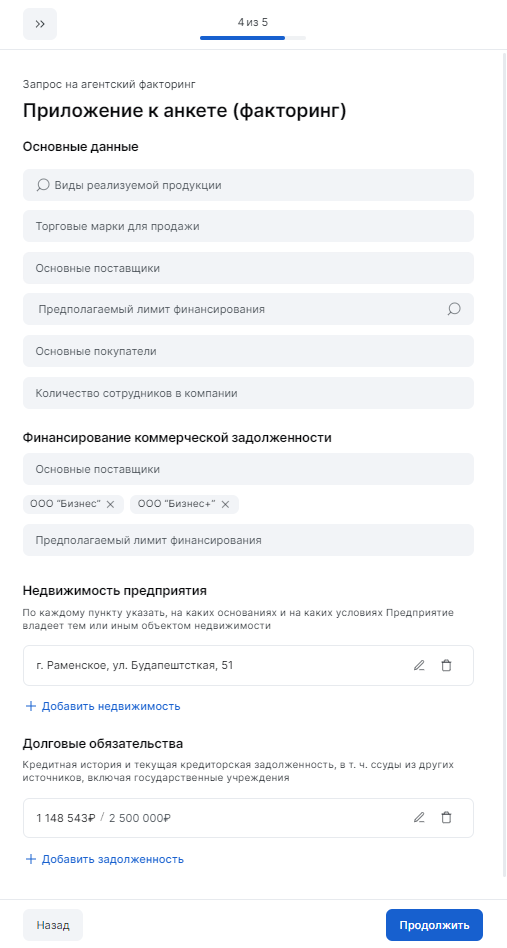 4 из 5
Запрос на агентский факторинг
Приложение к анкете (факторинг)
Основные данные
Виды реализуемой продукции
Торговые марки для продажи
Основные поставщики
Предполагаемый лимит финансирования
Основные покупатели
Количество сотрудников в компании
Финансирование коммерческой задолженности
Основные поставщики
ООО "Бизнес" ООО "Бизнес+"
Предполагаемый лимит финансирования
Недвижимость предприятия
По каждому пункту указать, на каких основаниях и на каких условиях Предприятие
владеет тем или иным объектом недвижимости
г. Раменское, ул. Будапештсткая, 51
+ Добавить недвижимость
Долговые обязательства
Кредитная история и текущая кредиторская задолженность, в т. ч. ссуды из других
источников, включая государственные учреждения
1 148 543₽ / 2 500 000₽
+ Добавить задолженность
Назад Продолжить